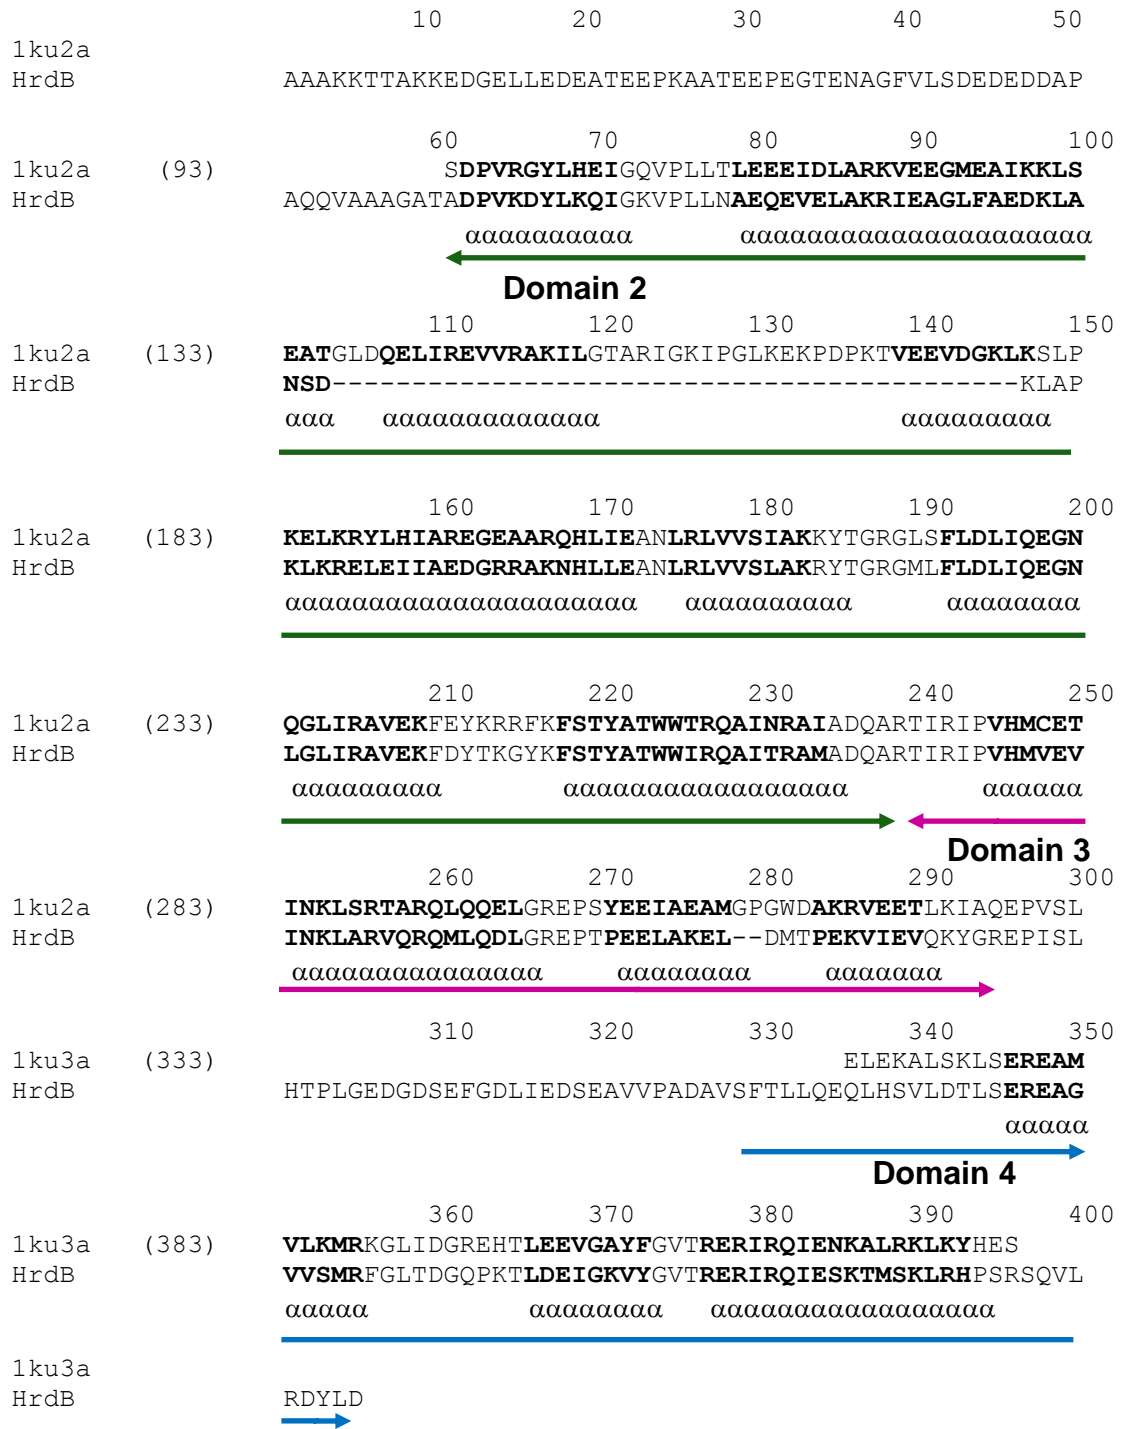 10 20 30 40 50
1ku2a
HrdB AAAKKTTAKKEDGELLEDEATEEPKAATEEPEGTENAGFVLSDEDEDDAP
60 70 80 90 100
1ku2a (93) SDPVRGYLHEIGQVPLLTLEEEIDLARKVEEGMEAIKKLS
HrdB AQQVAAAGATADPVKDYLKQIGKVPLLNAEQEVELAKRIEAGLFAEDKLA
αααααααααα αααααααααααααααααααααα
Domain 2
110 120 130 140 150
1ku2a (133) EATGLDQELIREVVRAKILGTARIGKIPGLKEKPDPKTVEEVDGKLKSLP
HrdB NSD-------------------------------------------KLAP
ααα ααααααααααααα ααααααααα
160 170 180 190 200
1ku2a (183) KELKRYLHIAREGEAARQHLIEANLRLVVSIAKKYTGRGLSFLDLIQEGN
HrdB KLKRELEIIAEDGRRAKNHLLEANLRLVVSLAKRYTGRGMLFLDLIQEGN
ααααααααααααααααααααα αααααααααα αααααααα
210 220 230 240 250
1ku2a (233) QGLIRAVEKFEYKRRFKFSTYATWWTRQAINRAIADQARTIRIPVHMCET
HrdB LGLIRAVEKFDYTKGYKFSTYATWWIRQAITRAMADQARTIRIPVHMVEV
ααααααααα ααααααααααααααααα αααααα
Domain 3
260 270 280 290 300
1ku2a (283) INKLSRTARQLQQELGREPSYEEIAEAMGPGWDAKRVEETLKIAQEPVSL
HrdB INKLARVQRQMLQDLGREPTPEELAKEL--DMTPEKVIEVQKYGREPISL
ααααααααααααααα αααααααα ααααααα
310 320 330 340 350
1ku3a (333) ELEKALSKLSEREAM
HrdB HTPLGEDGDSEFGDLIEDSEAVVPADAVSFTLLQEQLHSVLDTLSEREAG
ααααα
Domain 4
360 370 380 390 400
1ku3a (383) VLKMRKGLIDGREHTLEEVGAYFGVTRERIRQIENKALRKLKYHES
HrdB VVSMRFGLTDGQPKTLDEIGKVYGVTRERIRQIESKTMSKLRHPSRSQVL
ααααα αααααααα ααααααααααααααααα
1ku3a
HrdB RDYLD